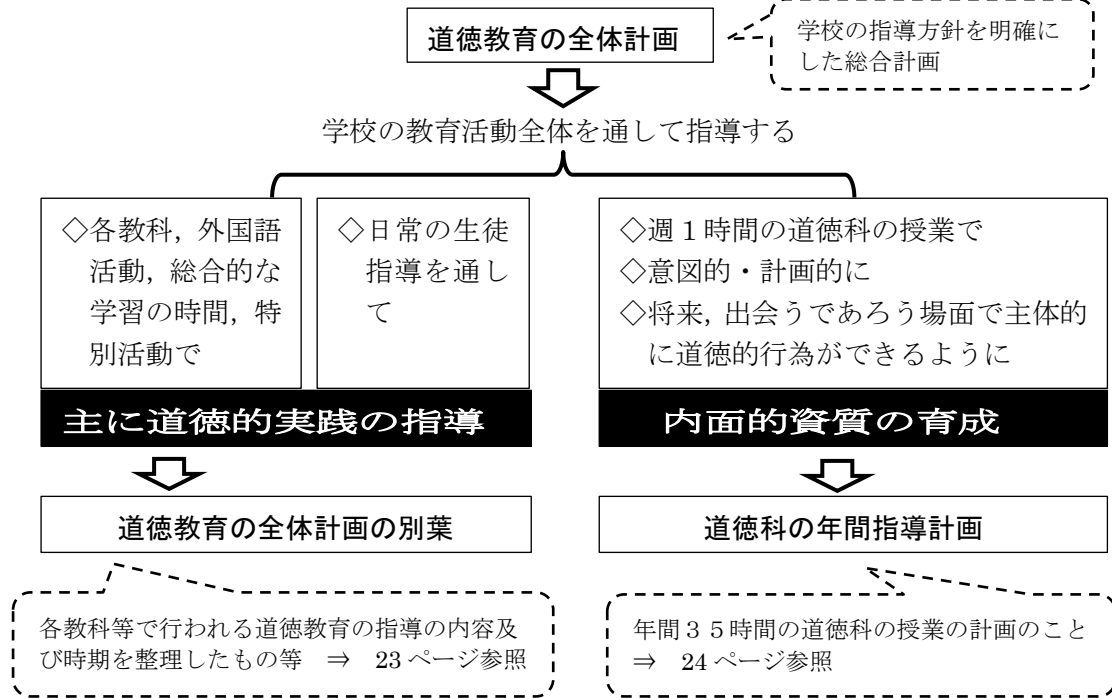 道徳教育の全体計画
学校の指導方針を明確に
した総合計画
学校の教育活動全体を通して指導する
◇各教科，外国語
活動，総合的な
学習の時間，特
別活動で
◇日常の生徒
指導を通し
て
主に道徳的実践の指導
◇週1時間の道徳科の授業で
◇意図的・計画的に
◇将来，出会うであろう場面で主体的
に道徳的行為ができるように
内面的資質の育成
道徳教育の全体計画の別葉
各教科等で行われる道徳教育の指導の内容及
び時期を整理したもの等　⇒　23ページ参照
道徳科の年間指導計画
年間３５時間の道徳科の授業の計画のこと
⇒　24ページ参照